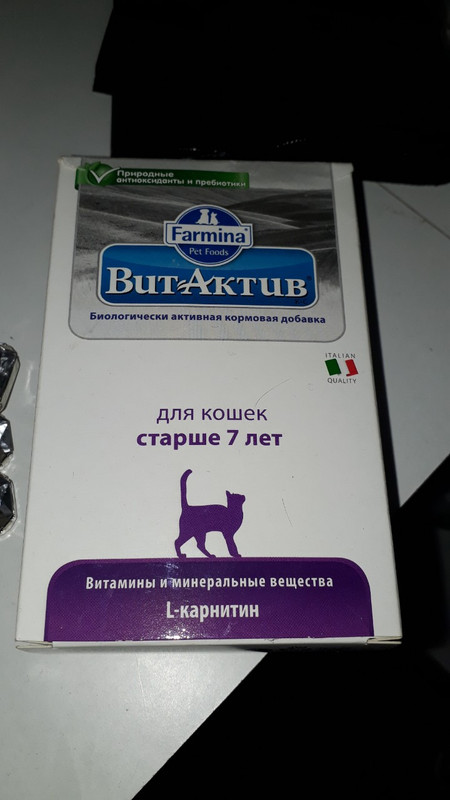 Природные
антиоксиданты и пребиотики
Farmina
Pet Foods
ВитАктив
Биологически активная кормовая добавка
ITALIAN
QUALITY
для кошек
старше 7 лет
Витамины и минеральные вещества
L-карнитин